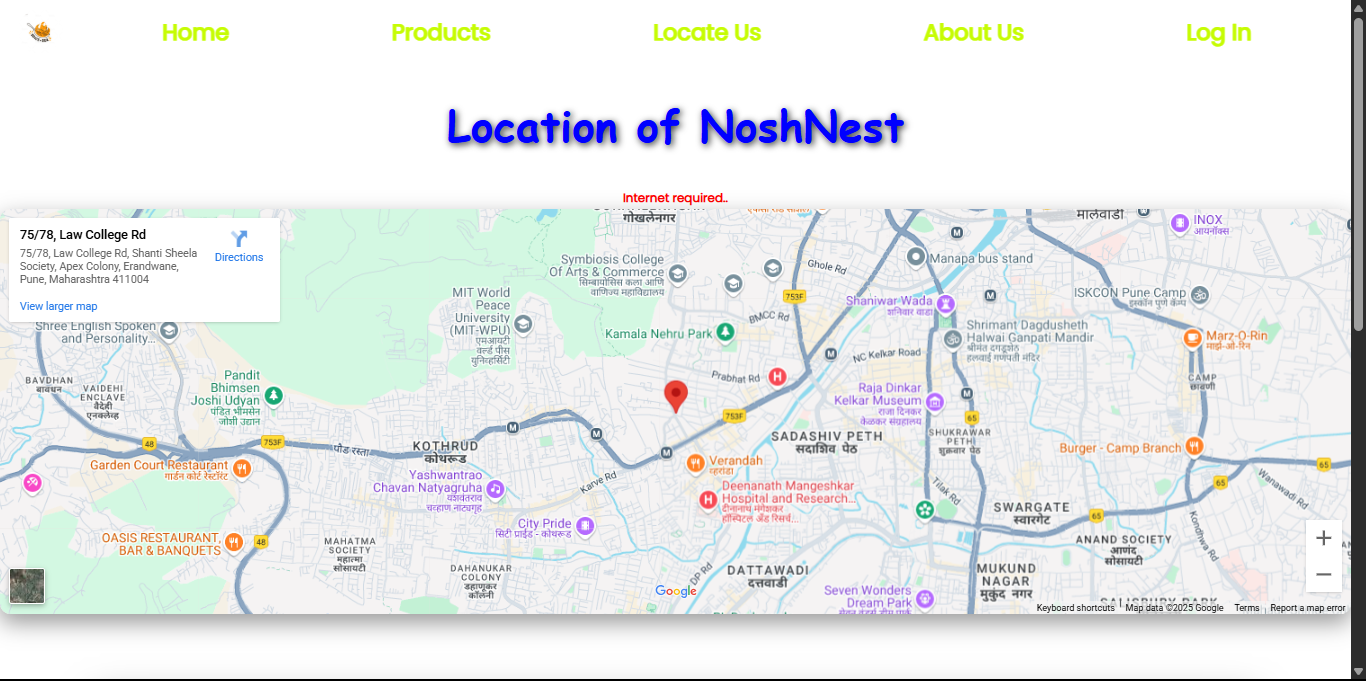 Home
Products
Locate Us
About Us
Log In
Location of NoshNest
Internet required..
75/78, Law College Rd
75/78, Law College Rd, Shanti Sheela
Society, Apex Colony, Erandwane,
Pune, Maharashtra 411004
Directions
View larger map
गोखलेनगर
मालवाडी
INOX
आयनॉक्स
Manapa bus stand
Ghole Rd
Symbiosis College
Of Arts & Commerce
सिम्बायोसिस कला आणि
वाणिज्य महाविद्यालय
753F
ISKCON Pune Camp
इस्कॉन पुणे कॅम्प
MIT World
Peace
University
(MIT-WPU)
एमआयटी
वर्ल्ड पीस
युनिव्हर्सिटी
Shaniwar Wada
शनिवार वाडा
BMCC Rd
Kamala Nehru Park
Shree English Spoken
and Personality...
Shrimant Dagdusheth
Halwai Ganpati Mandir
श्रीमंत दगडूशेठ
हलवाई गणपती मंदिर
Marz-O-Rin
मार्झ-ओ-रिन
NC Kelkar Road
Prabhat Rd
BAVDHAN
बावधन
VAIDEHI
ENCLAVE
वैदेही
एनक्लेव्ह
Pandit
Bhimsen
Joshi Udyan
पंडित भीमसेन
जोशी उद्यान
CAMP
छावणी
Raja Dinkar
Kelkar Museum
राजा दिनकर
केळकर संग्रहालय
753F
65
SHUKRAWAR
PETH
शुक्रवार पेठ
SADASHIV PETH
सदाशिव पेठ
48
753F
पौड रस्ता
KOTHRUD
कोथरूड
Burger - Camp Branch
Garden Court Restaurant
गार्डन कोर्ट रेस्टॉरंट
Verandah
व्हरांडा
65
Yashwantrao
Chavan Natyagruha
यशवंतराव
चव्हाण नाट्यगृह
Karve Rd
Deenanath Mangeshkar
Hospital and Research...
दीनानाथ मंगेशकर
हॉस्पिटल अँड रिसर्च...
Tilak Rd
65
Wanawadi Rd
City Pride
सिटी प्राईड - कोथरूड
SWARGATE
स्वारगेट
65
Kondhwa Rd
OASIS RESTAURANT,
BAR & BANQUETS
48
MAHATMA
SOCIETY
महात्मा
सोसायटी
ANAND SOCIETY
आणंद
सोसायटी
DAHANUKAR
COLONY
डहाणूकर
कॉलनी
DP Rd
DATTAWADI
दत्तवाडी
MUKUND
NAGAR
मुकुंद नगर
Google
Seven Wonders
Dream Park
SALISBURY PARK
Keyboard shortcuts
Map data ©2025 Google
Terms
Report a map error